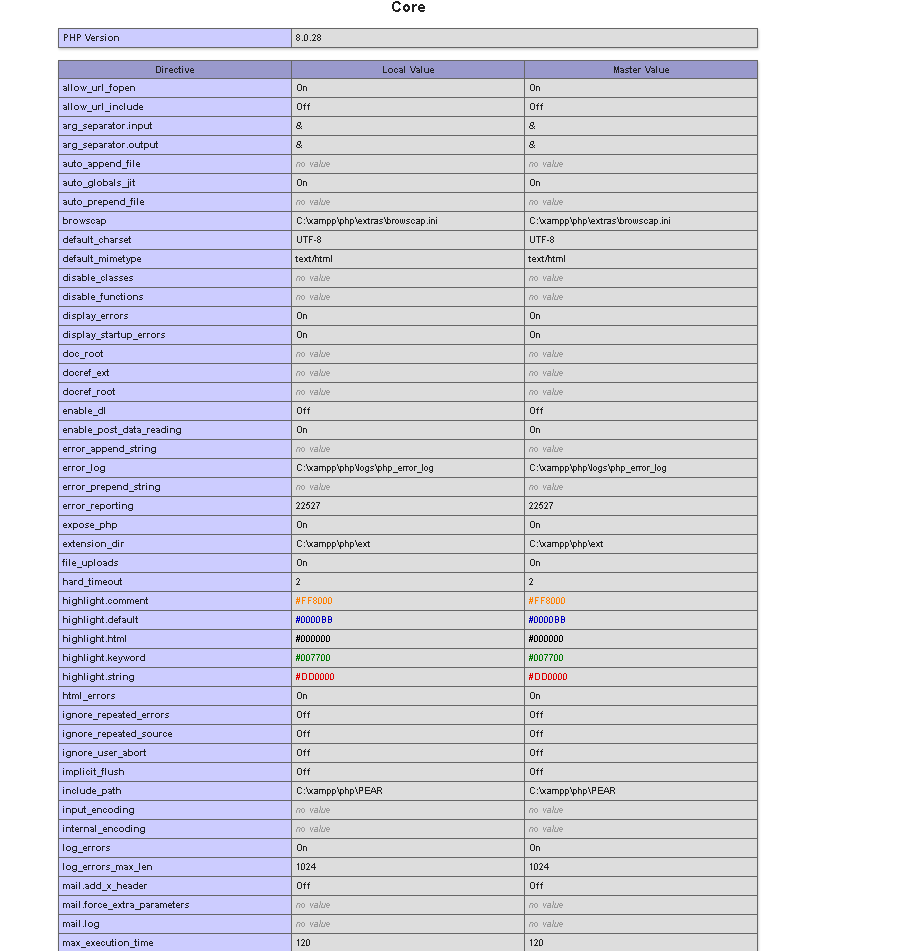 Core
PHP Version 8.0.28
Directive Local Value Master Value
allow_url_fopen On On
allow_url_include Off Off
arg_separator.input & &
arg_separator.output & &
auto_append_file no value no value
auto_globals_jit On On
auto_prepend_file no value no value
browscap C:\xampp\php\extras\browscap.ini C:\xampp\php\extras\browscap.ini
default_charset UTF-8 UTF-8
default_mimetype text/html text/html
disable_classes no value no value
disable_functions no value no value
display_errors On On
display_startup_errors On On
doc_root no value no value
docref_ext no value no value
docref_root no value no value
enable_dl Off Off
enable_post_data_reading On On
error_append_string no value no value
error_log C:\xampp\php\logs\php_error_log C:\xampp\php\logs\php_error_log
error_prepend_string no value no value
error_reporting 22527 22527
expose_php On On
extension_dir C:\xampp\php\ext C:\xampp\php\ext
file_uploads On On
hard_timeout 2 2
highlight.comment #FF8000 #FF8000
highlight.default #0000BB #0000BB
highlight.html #000000 #000000
highlight.keyword #007700 #007700
highlight.string #DD0000 #DD0000
html_errors On On
ignore_repeated_errors Off Off
ignore_repeated_source Off Off
ignore_user_abort Off Off
implicit_flush Off Off
include_path C:\xampp\php\PEAR C:\xampp\php\PEAR
input_encoding no value no value
internal_encoding no value no value
log_errors On On
log_errors_max_len 1024 1024
mail.add_x_header Off Off
mail.force_extra_parameters no value no value
mail.log no value no value
max_execution_time 120 120